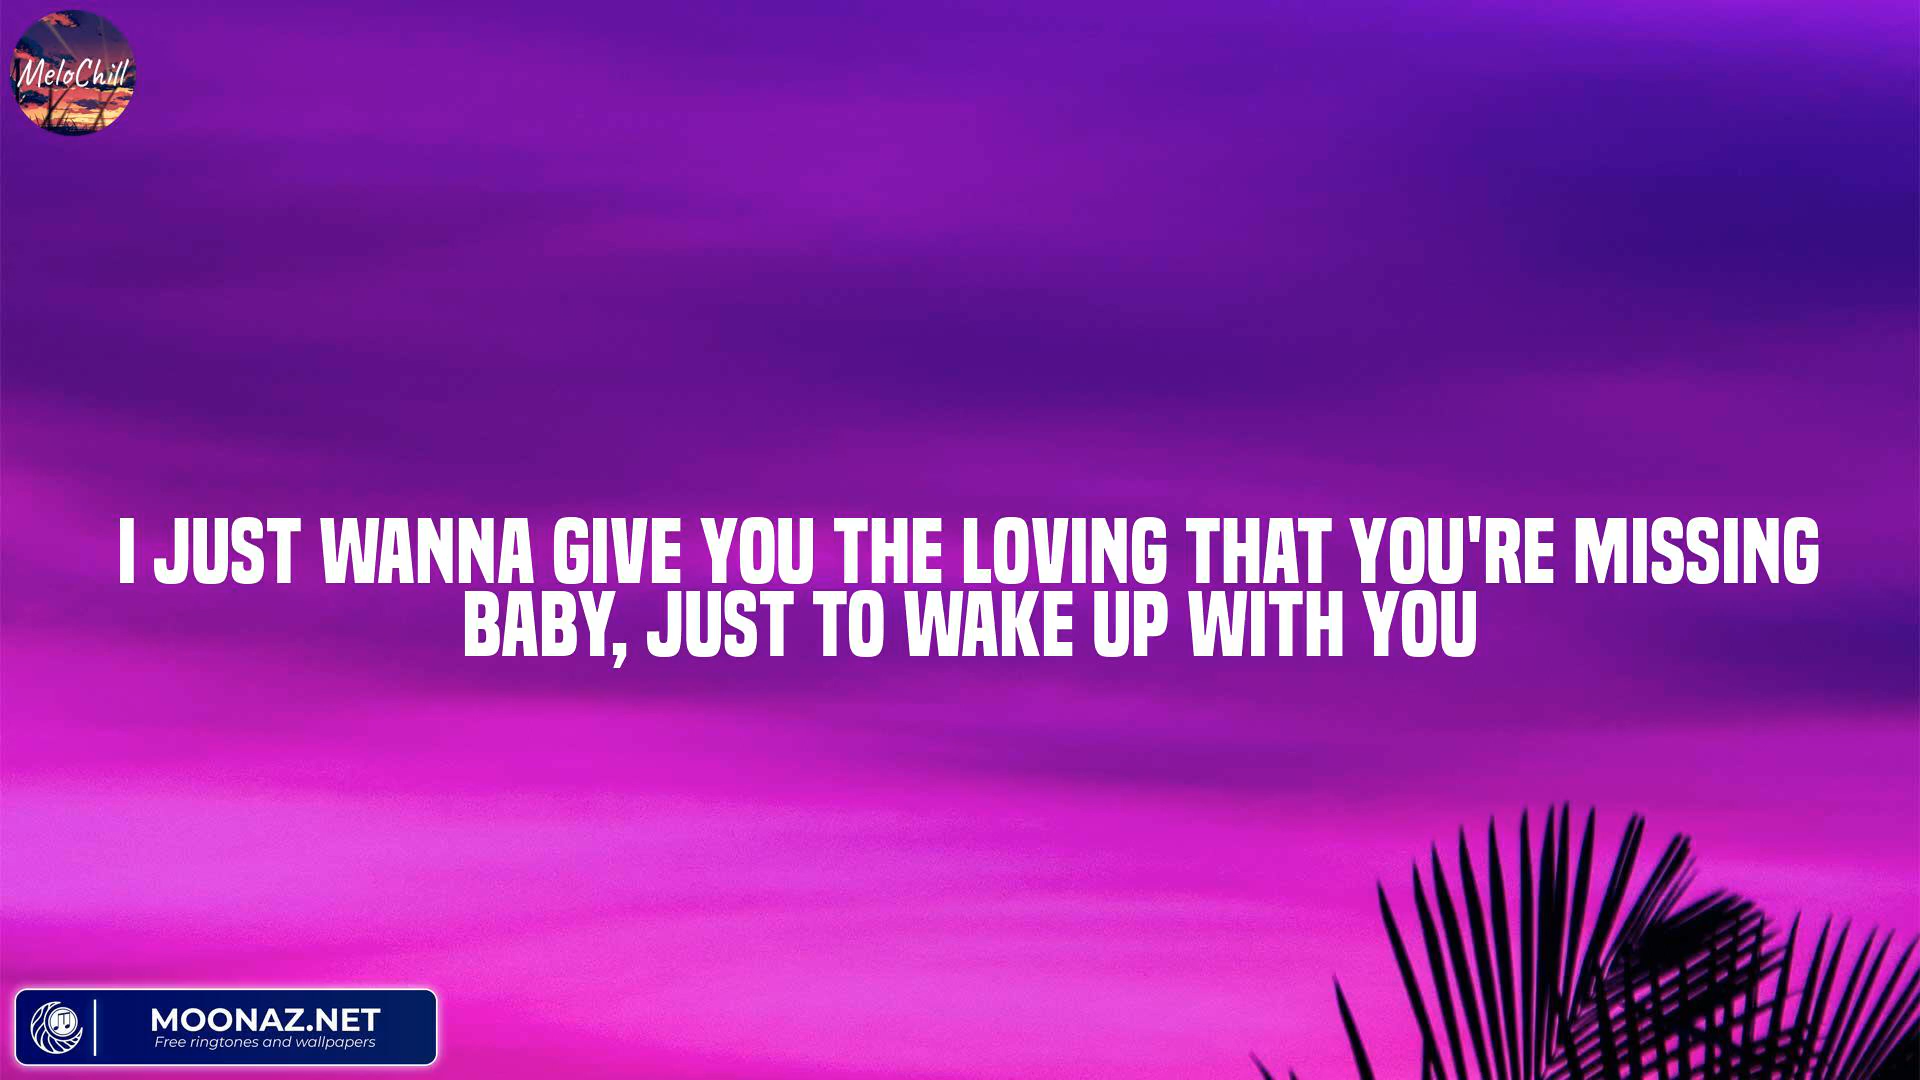 MeloChill
I JUST WANNA GIVE YOU THE LOVING THAT YOU'RE MISSING
BABY, JUST TO WAKE UP WITH YOU
MOONAZ.NET
Free ringtones and wallpapers